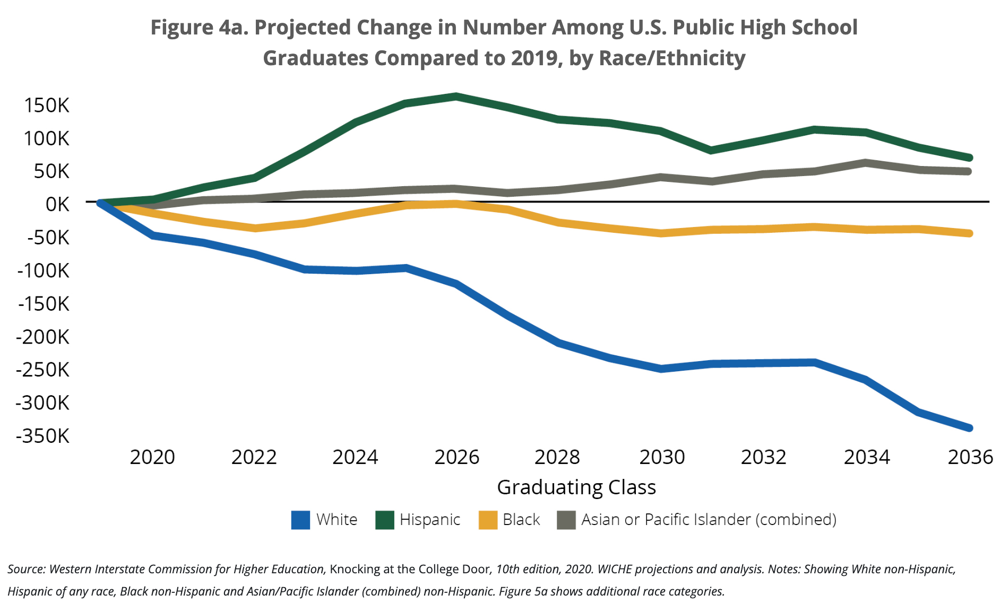 Figure 4a. Projected Change in Number Among U.S. Public High School
Graduates Compared to 2019, by Race/Ethnicity
150K
100K
50K
0K
-50K
-100K
-150K
-200K
-250K
-300K
-350K
2020 2022 2024 2026 2028 2030 2032 2034 2036
Graduating Class
White Hispanic Black Asian or Pacific Islander (combined)
Source: Western Interstate Commission for Higher Education, Knocking at the College Door, 10th edition, 2020. WICHE projections and analysis. Notes: Showing White non-Hispanic,
Hispanic of any race, Black non-Hispanic and Asian/Pacific Islander (combined) non-Hispanic. Figure 5a shows additional race categories.